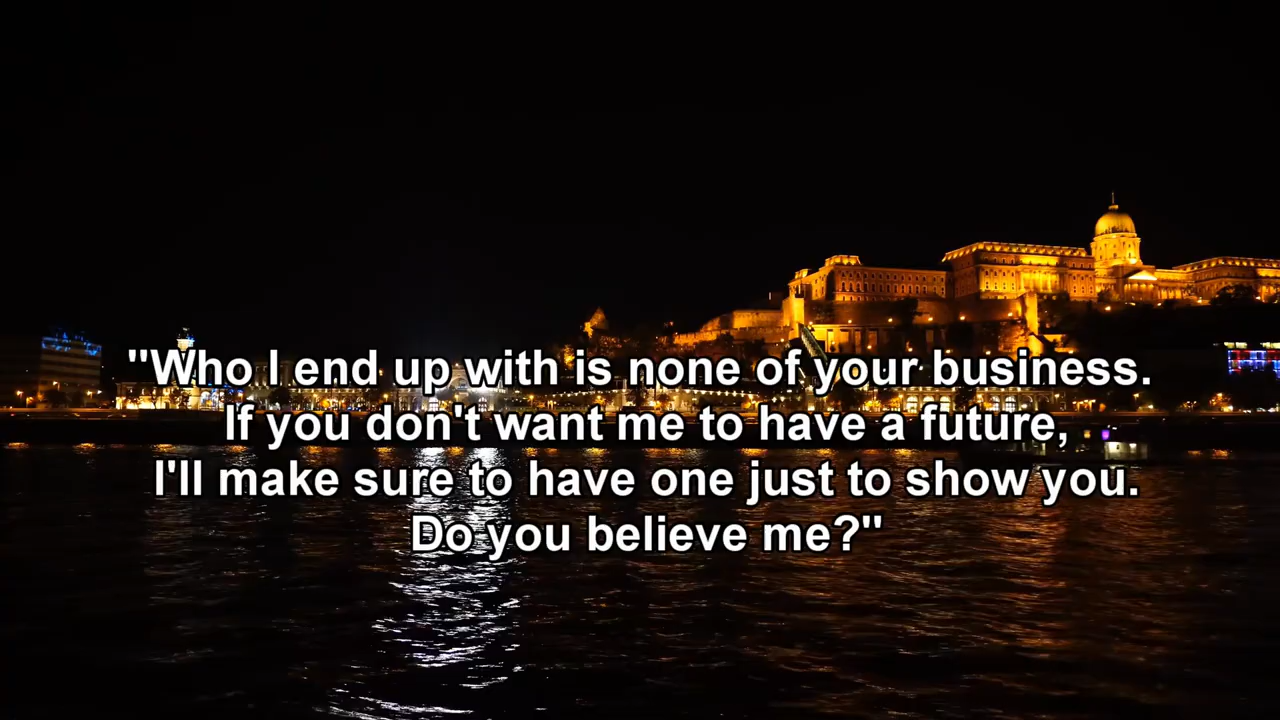 "Who I end up with is none of your business.
If you don't want me to have a future,
I'll make sure to have one just to show you.
Do you believe me?"